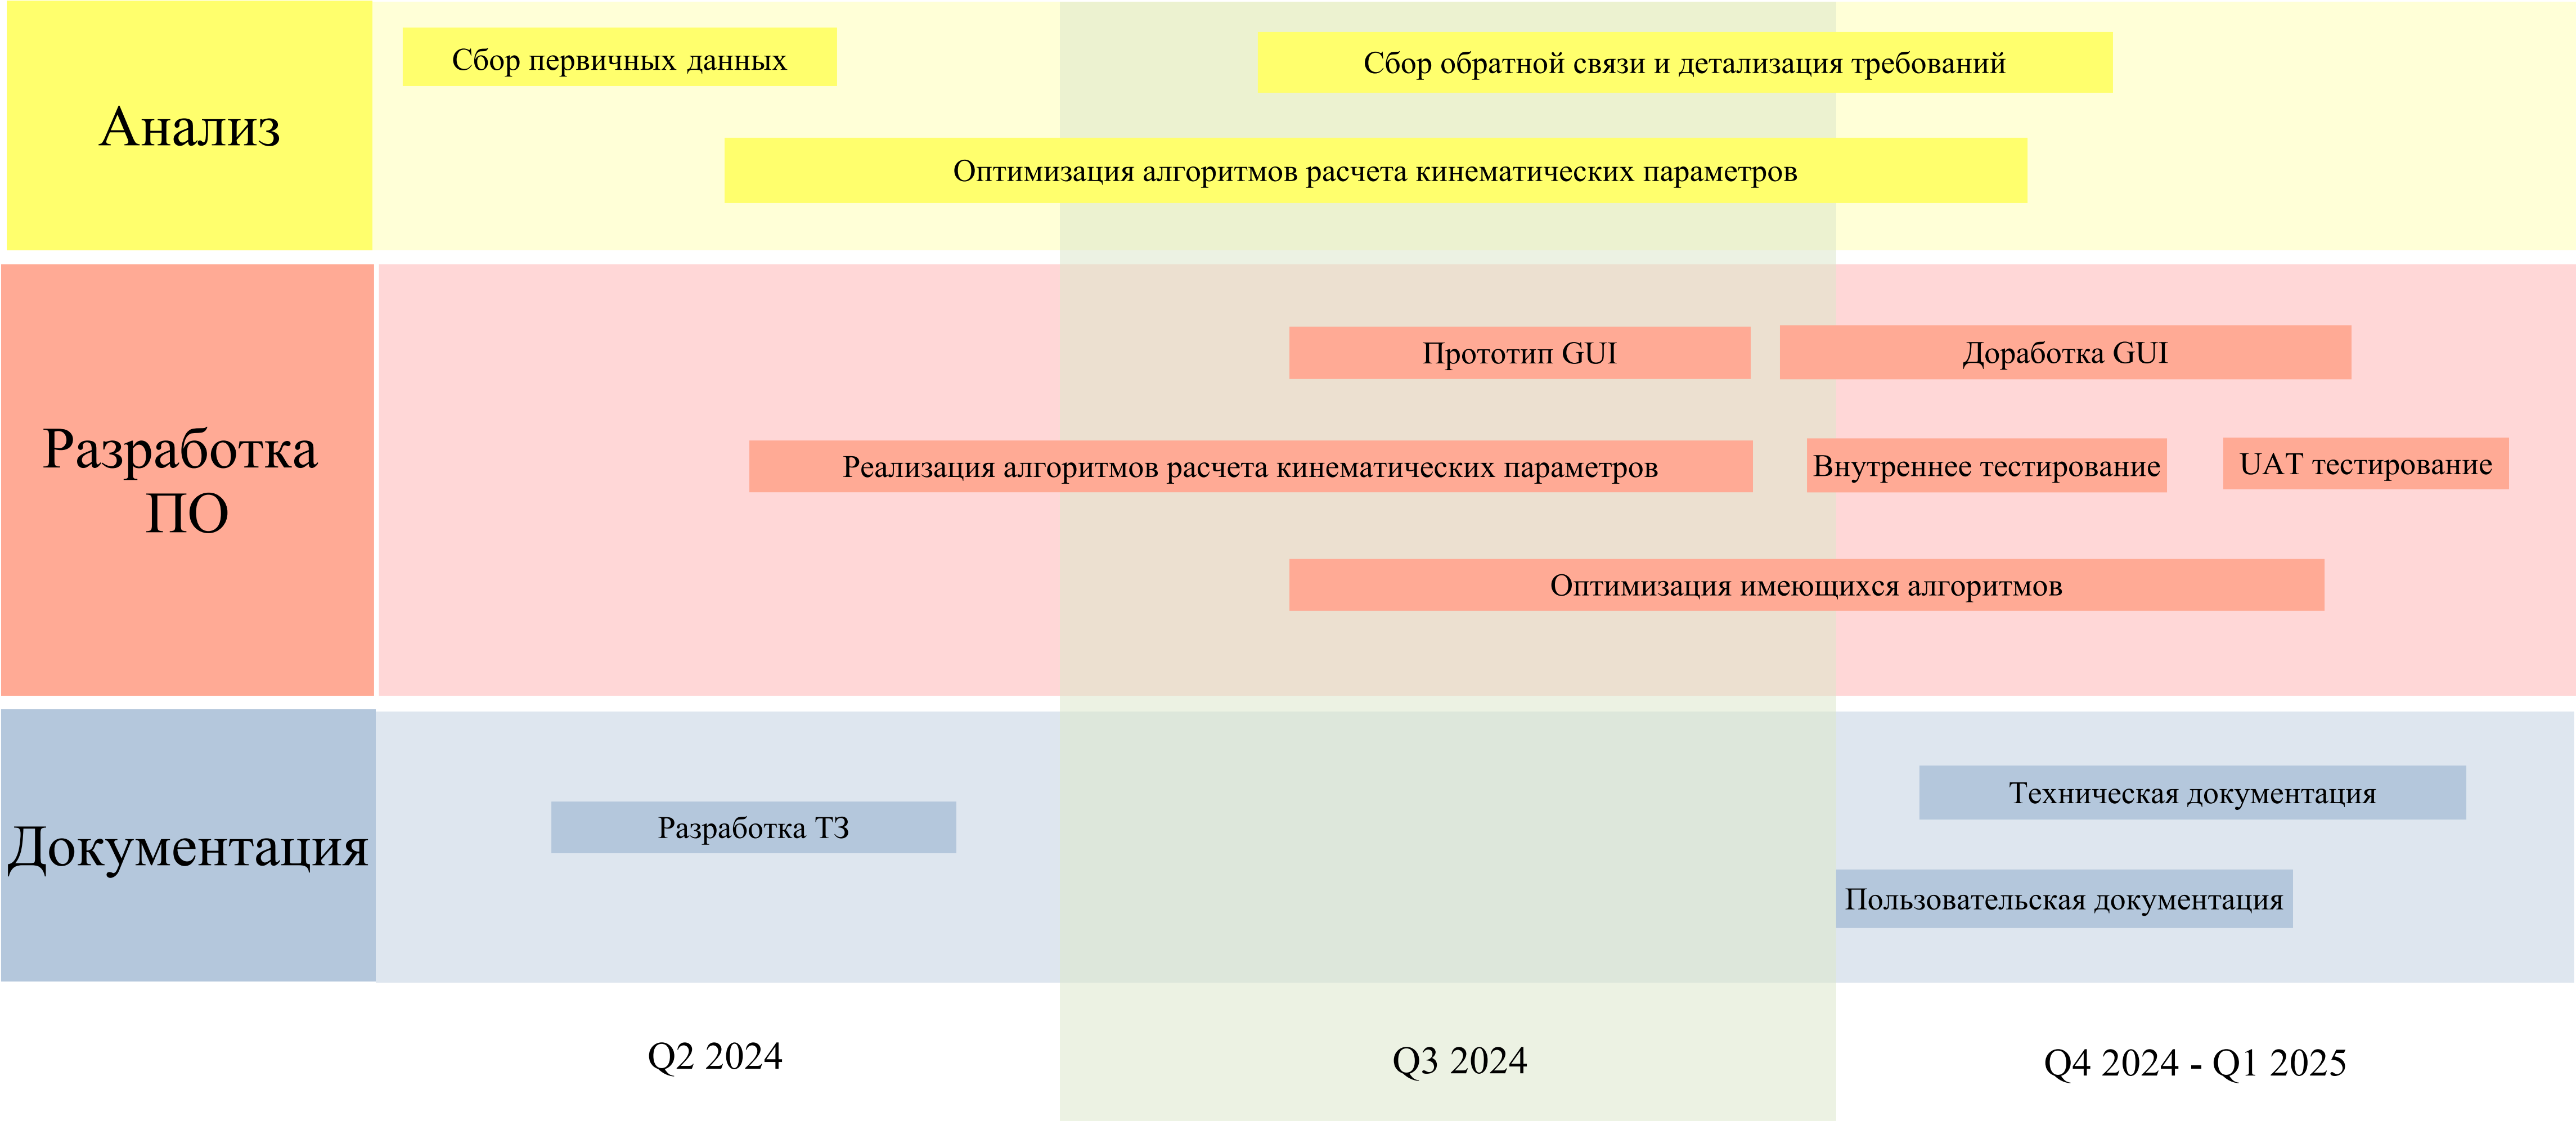 Анализ
Сбор первичных данных
Сбор обратной связи и детализация требований
Оптимизация алгоритмов расчета кинематических параметров
Разработка
ПО
Прототип GUI
Доработка GUI
Реализация алгоритмов расчета кинематических параметров
Внутреннее тестирование
UAT тестирование
Оптимизация имеющихся алгоритмов
Документация
Разработка ТЗ
Техническая документация
Пользовательская документация
Q2 2024
Q3 2024
Q4 2024 - Q1 2025